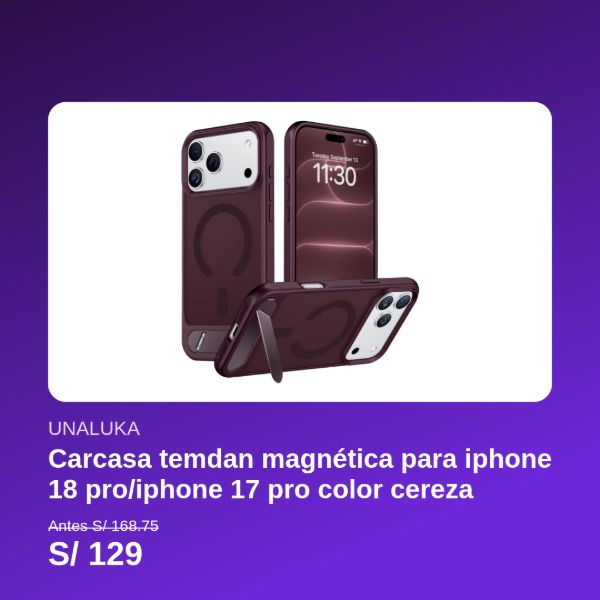 Tuesday, September 13
11:30
UNALUKA
Carcasa temdan magnética para iphone
18 pro/iphone 17 pro color cereza
Antes S/ 168.75
S/ 129